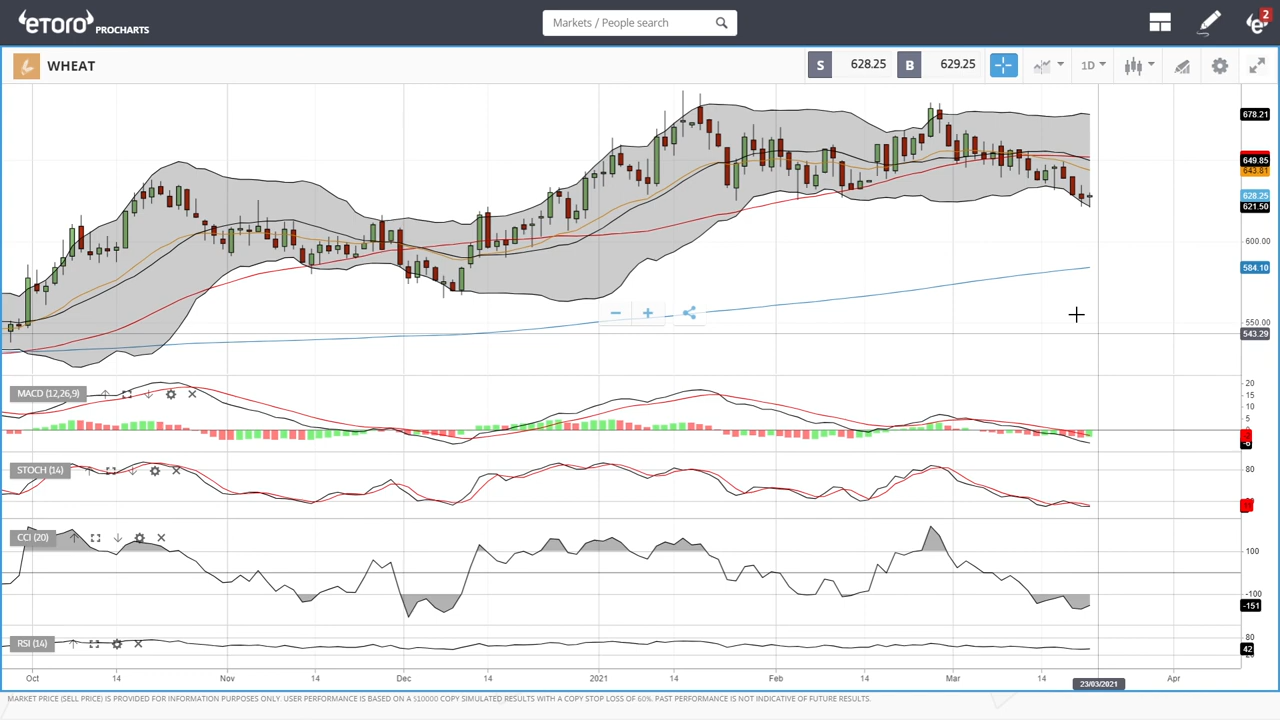 eToro PROCHARTS
Markets / People search
2
WHEAT
S 628.25 B 629.25
1D
678.21
649.85
643.81
628.25
621.50
600.00
584.10
550.00
543.29
MACD (12,26,9)
20
15
10
5
STOCH (14)
80
CCI (20)
100
-100
-151
RSI (14)
80
42
Oct 14 Nov 14 Dec 14 2021 14 Feb 14 Mar 14 Apr
23/03/2021
MARKET PRICE (SELL PRICE) IS PROVIDED FOR INFORMATION PURPOSES ONLY. USER PERFORMANCE IS BASED ON A $10000 COPY SIMULATED RESULTS WITH A COPY STOP LOSS OF 60%. PAST PERFORMANCE IS NOT INDICATIVE OF FUTURE RESULTS.